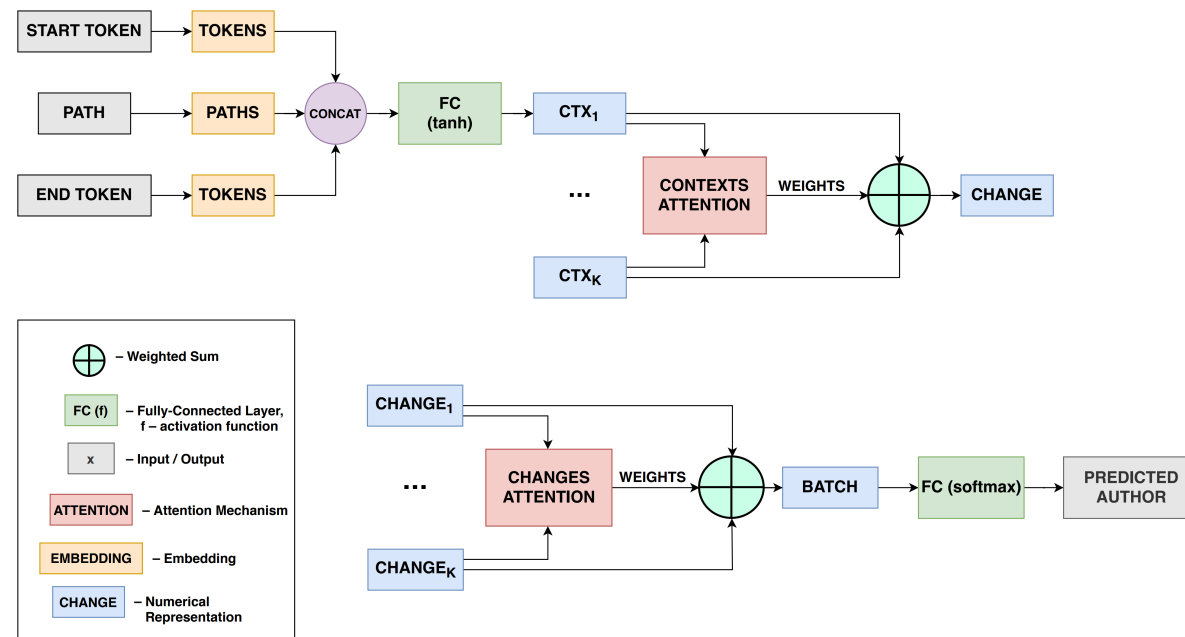 START TOKEN
TOKENS
PATH
PATHS
CONCAT
FC
(tanh)
CTX1
END TOKEN
TOKENS
...
CONTEXTS
ATTENTION
WEIGHTS
CHANGE
CTXK
– Weighted Sum
FC (f)
– Fully-Connected Layer,
f – activation function
x
– Input / Output
ATTENTION
– Attention Mechanism
EMBEDDING
– Embedding
CHANGE
– Numerical
Representation
CHANGE1
...
CHANGES
ATTENTION
WEIGHTS
BATCH
FC (softmax)
PREDICTED
AUTHOR
CHANGEK